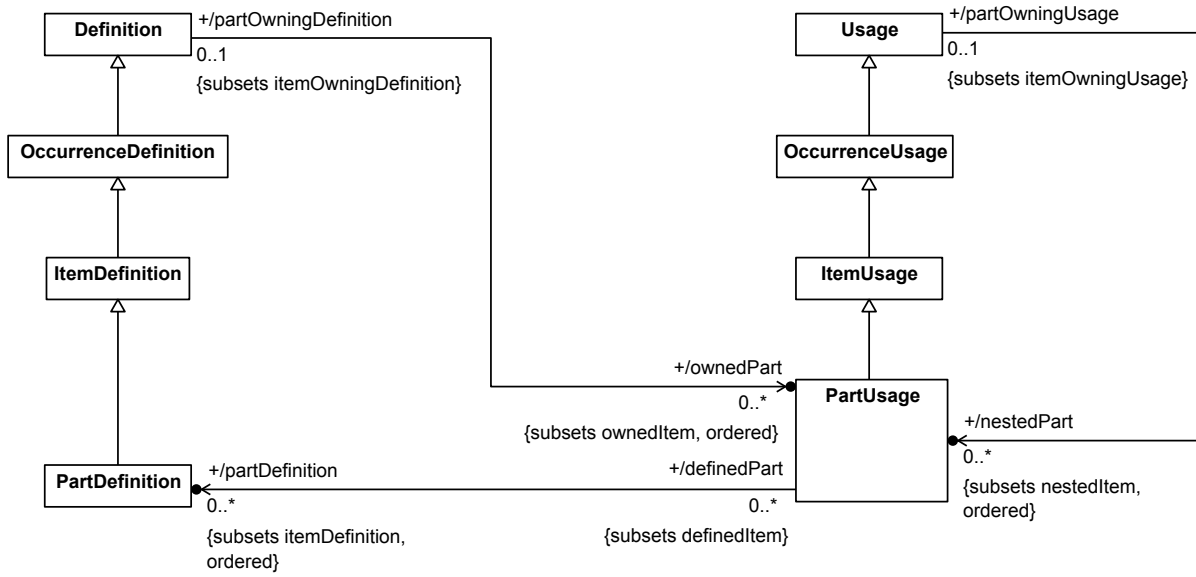 Definition
+/partOwningDefinition
0..1
{subsets itemOwningDefinition}
Usage
+/partOwningUsage
0..1
{subsets itemOwningUsage}
OccurrenceDefinition
OccurrenceUsage
ItemDefinition
ItemUsage
+/ownedPart
0..*
{subsets ownedItem, ordered}
PartUsage
+/nestedPart
0..*
{subsets nestedItem,
ordered}
PartDefinition
+/partDefinition
0..*
{subsets itemDefinition,
ordered}
+/definedPart
0..*
{subsets definedItem}